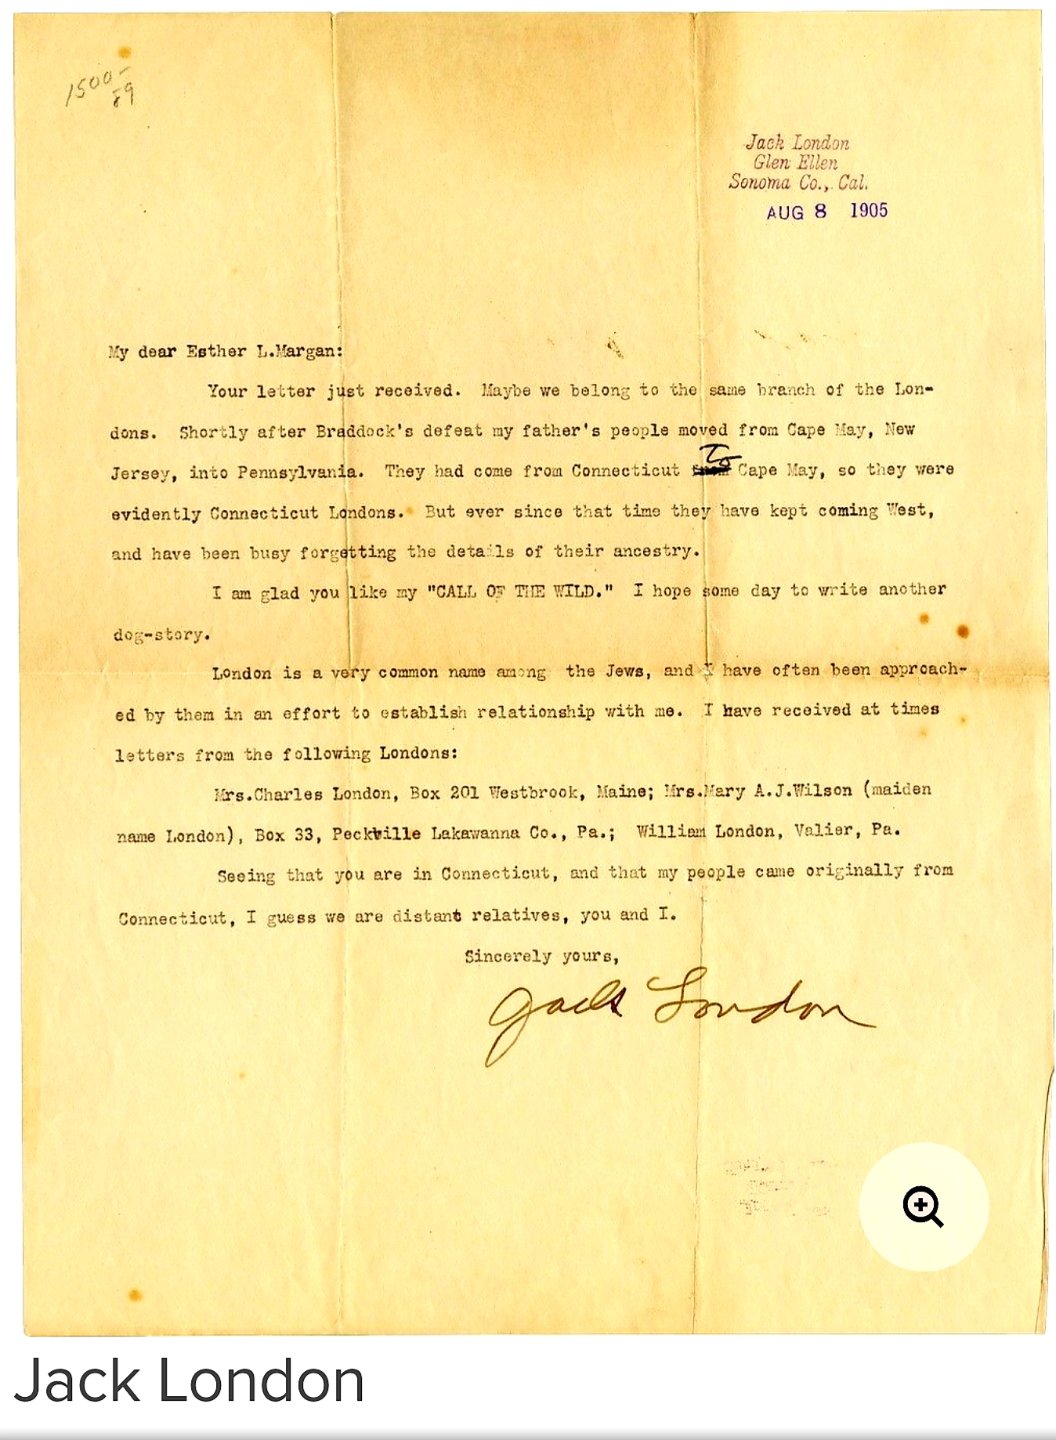 1500-
89
Jack London
Glen Ellen
Sonoma Co., Cal.
AUG 8 1905
My dear Esther L.Margan:
Your letter just received. Maybe we belong to the same branch of the Lon-
dons. Shortly after Braddock's defeat my father's people moved from Cape May, New
Jersey, into Pennsylvania. They had come from Connecticut To Cape May, so they were
evidently Connecticut Londons. But ever since that time they have kept coming West,
and have been busy forgetting the details of their ancestry.
I am glad you like my "CALL OF THE WILD." I hope some day to write another
dog-story.
London is a very common name among the Jews, and I have often been approach-
ed by them in an effort to establish relationship with me. I have received at times
letters from the following Londons:
Mrs.Charles London, Box 201 Westbrook, Maine; Mrs.Mary A.J.Wilson (maiden
name London), Box 33, Peckville Lakawanna Co., Pa.; William London, Valier, Pa.
Seeing that you are in Connecticut, and that my people came originally from
Connecticut, I guess we are distant relatives, you and I.
Sincerely yours,
Jack London
Jack London